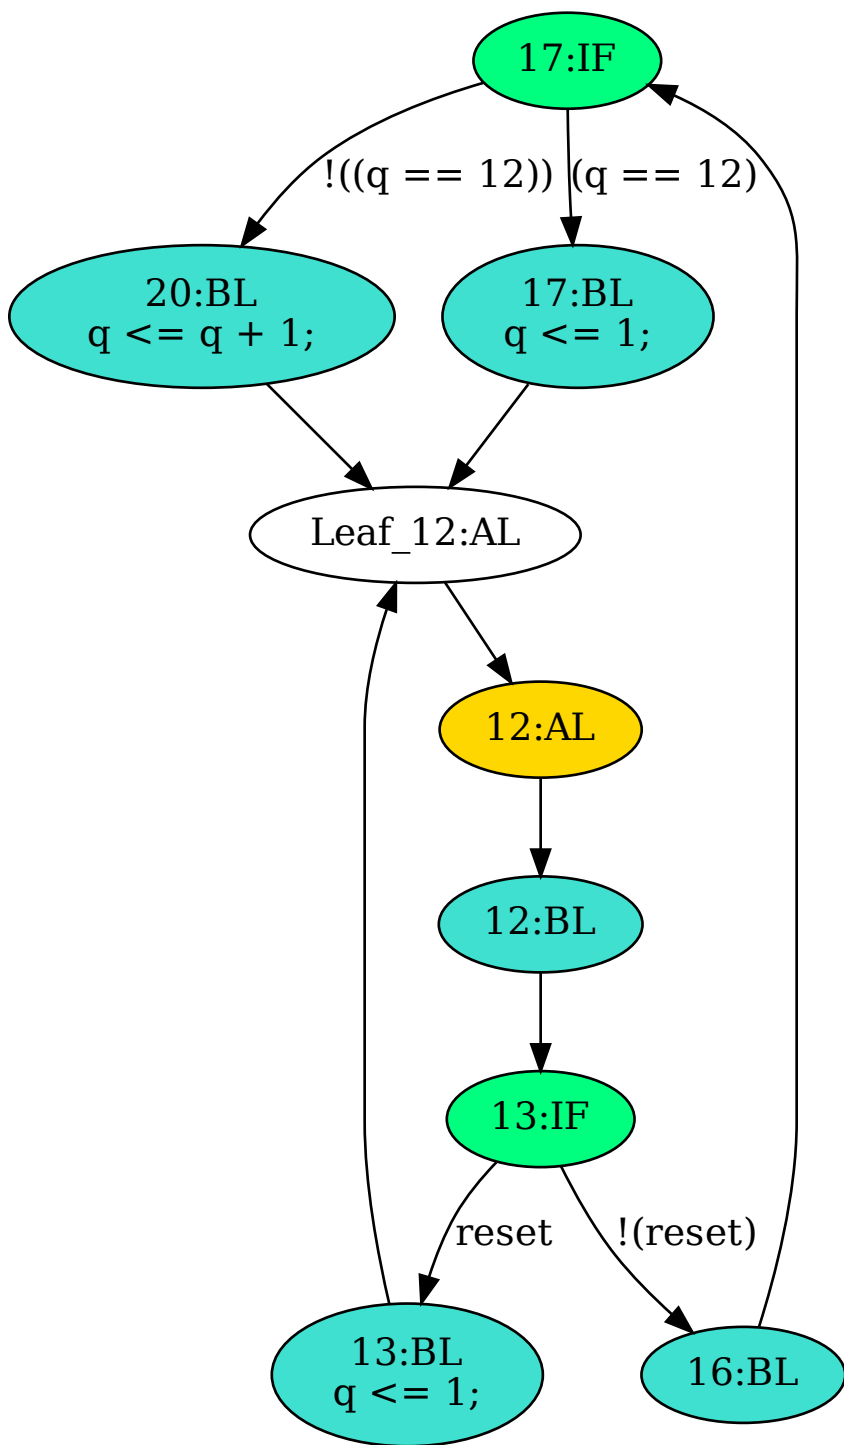 17:IF
!((q == 12))
(q == 12)
20:BL
q <= q + 1;
17:BL
q <= 1;
Leaf_12:AL
12:AL
12:BL
13:IF
reset
!(reset)
13:BL
q <= 1;
16:BL